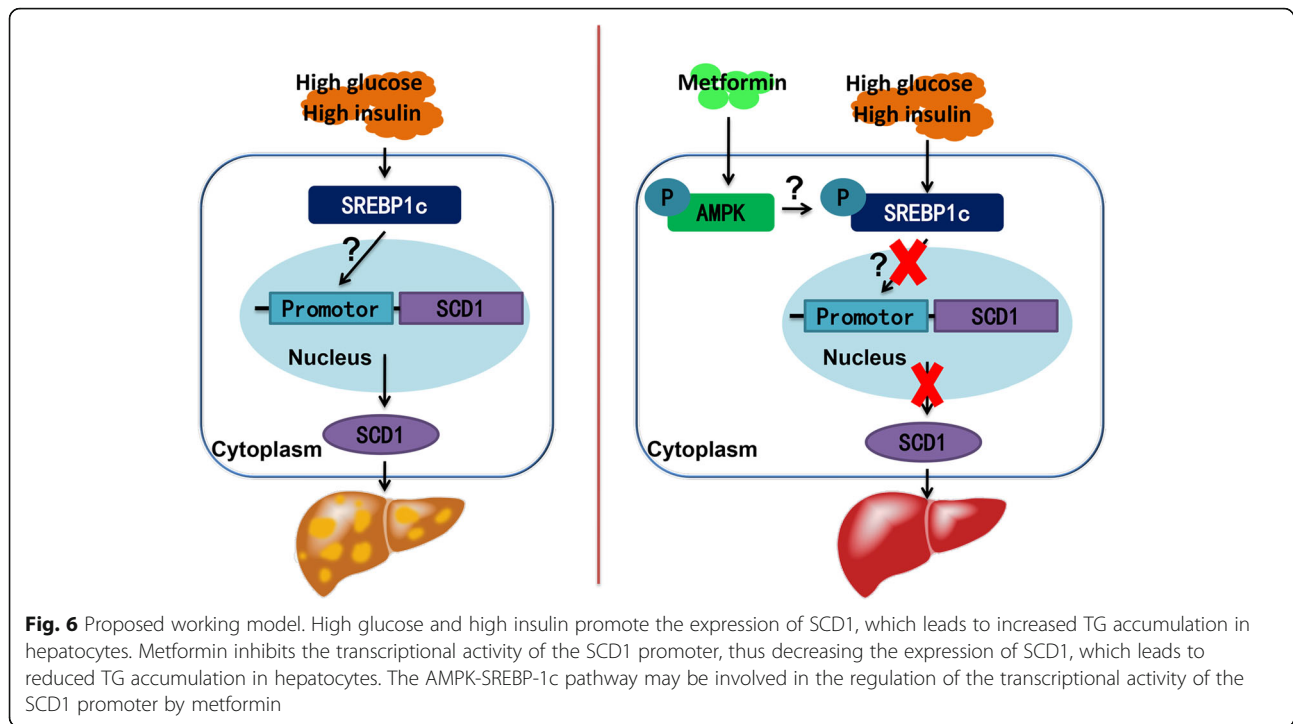 High glucose
High insulin
SREBP1c
?
Promotor
SCD1
Nucleus
SCD1
Cytoplasm
Metformin
High glucose
High insulin
P
AMPK
?
P
SREBP1c
?
Promotor
SCD1
Nucleus
SCD1
Cytoplasm
Fig. 6 Proposed working model. High glucose and high insulin promote the expression of SCD1, which leads to increased TG accumulation in
hepatocytes. Metformin inhibits the transcriptional activity of the SCD1 promoter, thus decreasing the expression of SCD1, which leads to
reduced TG accumulation in hepatocytes. The AMPK-SREBP-1c pathway may be involved in the regulation of the transcriptional activity of the
SCD1 promoter by metformin